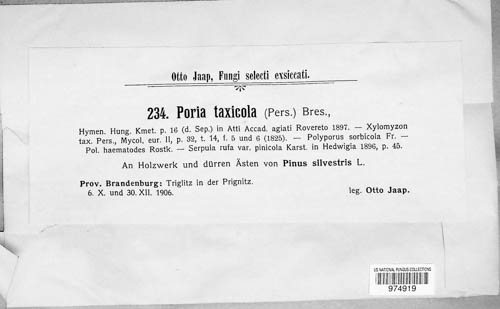 Otto Jaap, Fungi selecti exsiccati.
234. Poria taxicola (Pers.) Bres.,
Hymen. Hung. Kmet. p. 16 (d. Sep.) in Atti Accad. agiati Rovereto 1897. — Xylomyzon
tax. Pers., Mycol. eur. II, p. 32, t. 14, f. 5 und 6 (1825). — Polyporus sorbicola Fr. —
Pol. haematodes Rostk. — Serpula rufa var. pinicola Karst. in Hedwigia 1896, p. 45.
An Holzwerk und dürren Ästen von Pinus silvestris L.
Prov. Brandenburg: Triglitz in der Prignitz.
6. X. und 30. XII. 1906.
leg. Otto Jaap.
US NATIONAL FUNGUS COLLECTIONS
974919